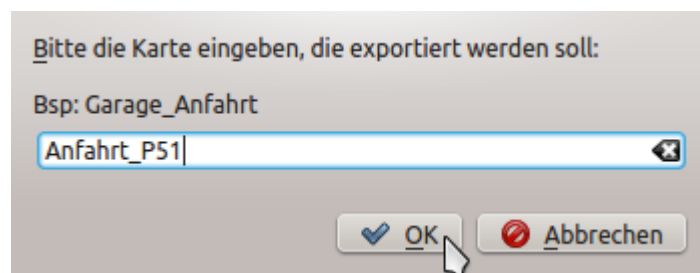 Bitte die Karte eingeben, die exportiert werden soll:
Bsp: Garage_Anfahrt
Anfahrt_P51
OK Abbrechen